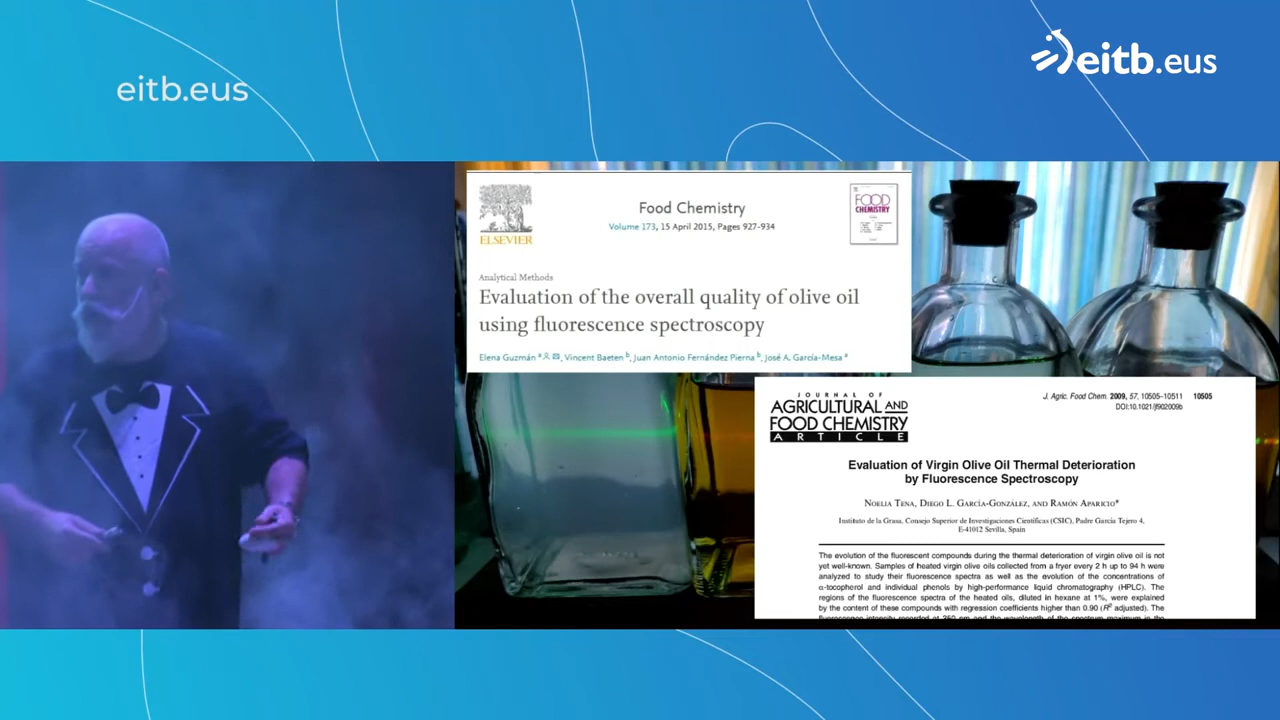 eitb.eus
eitb.eus
ELSEVIER
Food Chemistry
Volume 173, 15 April 2015, Pages 927-934
FOOD
CHEMISTRY
Analytical Methods
Evaluation of the overall quality of olive oil
using fluorescence spectroscopy
Elena Guzmán a, Vincent Baeten b, Juan Antonio Fernández Pierna b, José A. García-Mesa a
JOURNAL OF
AGRICULTURAL AND
FOOD CHEMISTRY
ARTICLE
J. Agric. Food Chem. 2009, 57, 10505–10511 10505
DOI:10.1021/jf902009b
Evaluation of Virgin Olive Oil Thermal Deterioration
by Fluorescence Spectroscopy
Noelia Tena, Diego L. García-González, and Ramón Aparicio*
Instituto de la Grasa, Consejo Superior de Investigaciones Científicas (CSIC), Padre García Tejero 4,
E-41012 Sevilla, Spain
The evolution of the fluorescent compounds during the thermal deterioration of virgin olive oil is not
yet well-known. Samples of heated virgin olive oils collected from a fryer every 2 h up to 94 h were
analyzed to study their fluorescence spectra as well as the evolution of the concentrations of
α-tocopherol and individual phenols by high-performance liquid chromatography (HPLC). The
regions of the fluorescence spectra of the heated oils, diluted in hexane at 1%, were explained
by the content of these compounds with regression coefficients higher than 0.90 (R² adjusted). The